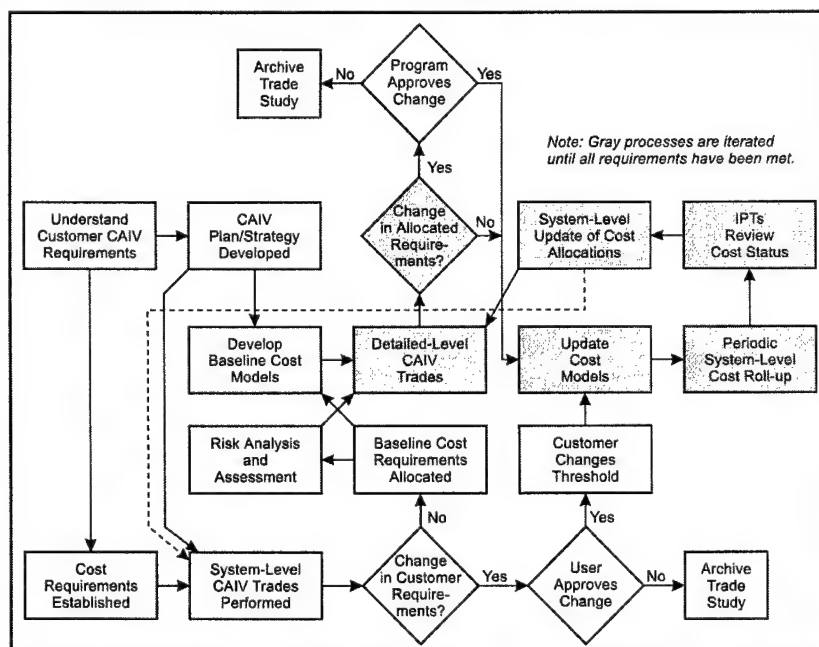 Archive
Trade
Study
No
Program
Approves
Change
Yes
Note: Gray processes are iterated
until all requirements have been met.
Yes
Understand
Customer CAIV
Requirements
CAIV
Plan/Strategy
Developed
Change
in Allocated
Require-
ments?
No
System-Level
Update of Cost
Allocations
IPTs
Review
Cost Status
Develop
Baseline Cost
Models
Detailed-Level
CAIV
Trades
Update
Cost
Models
Periodic
System-Level
Cost Roll-up
Risk Analysis
and
Assessment
Baseline Cost
Requirements
Allocated
Customer
Changes
Threshold
No
Yes
Cost
Requirements
Established
System-Level
CAIV Trades
Performed
Change
in Customer
Require-
ments?
Yes
User
Approves
Change
No
Archive
Trade
Study